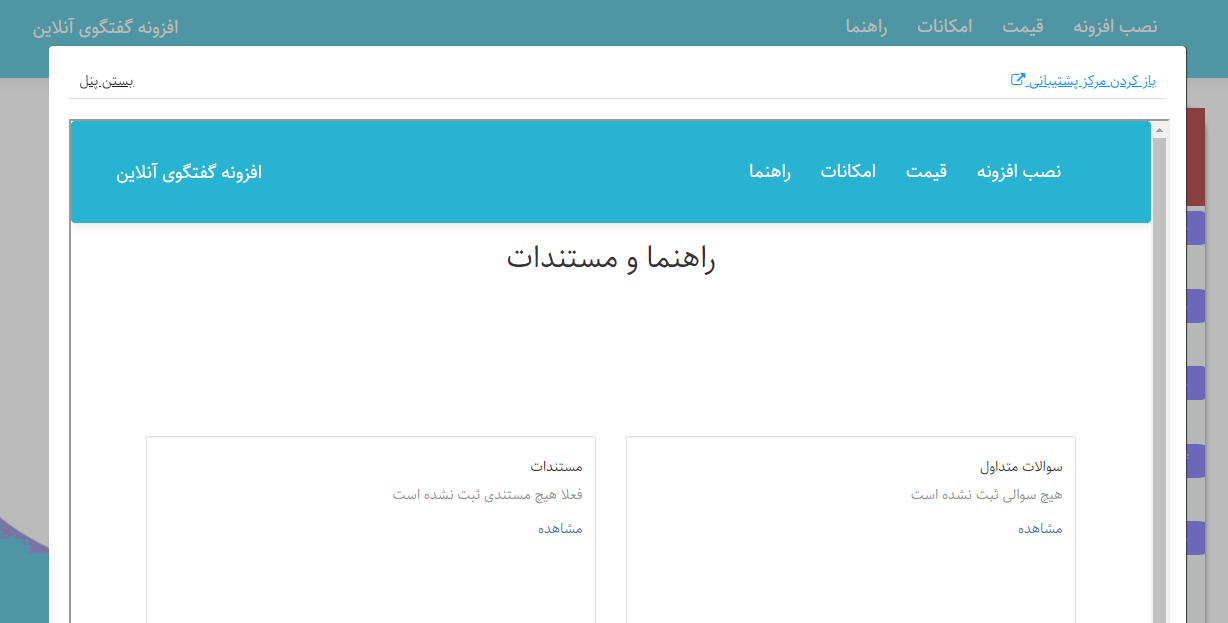 نصب افزونه قیمت امکانات راهنما افزونه گفتگوی آنلاین
باز کردن مرکز پشتیبانی بستن پنل
نصب افزونه قیمت امکانات راهنما افزونه گفتگوی آنلاین
راهنما و مستندات
سوالات متداول
هیچ سوالی ثبت نشده است
مشاهده
مستندات
فعلا هیچ مستندی ثبت نشده است
مشاهده